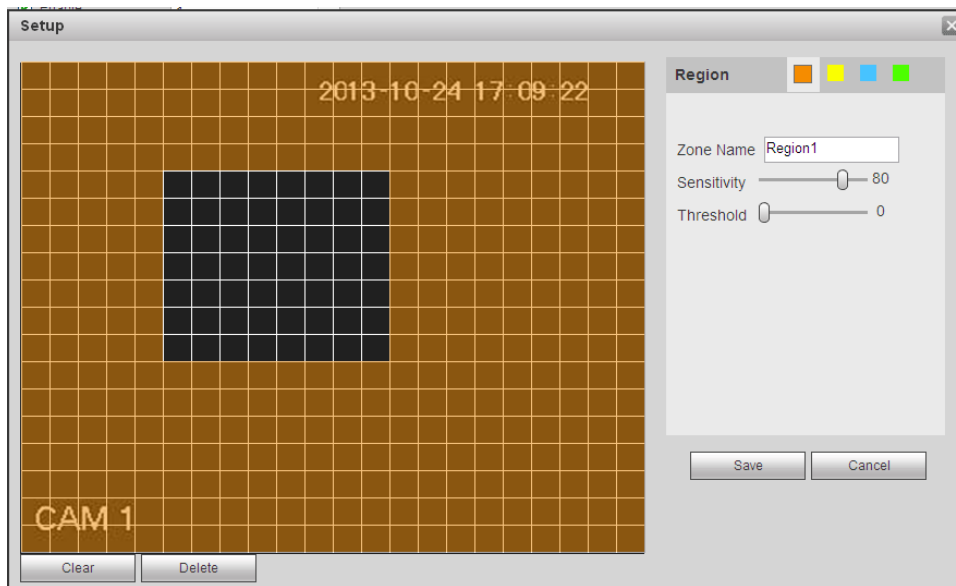 Setup
2013-10-24 17:09:22
Region
Zone Name Region1
Sensitivity 80
Threshold 0
Save Cancel
CAM 1
Clear Delete